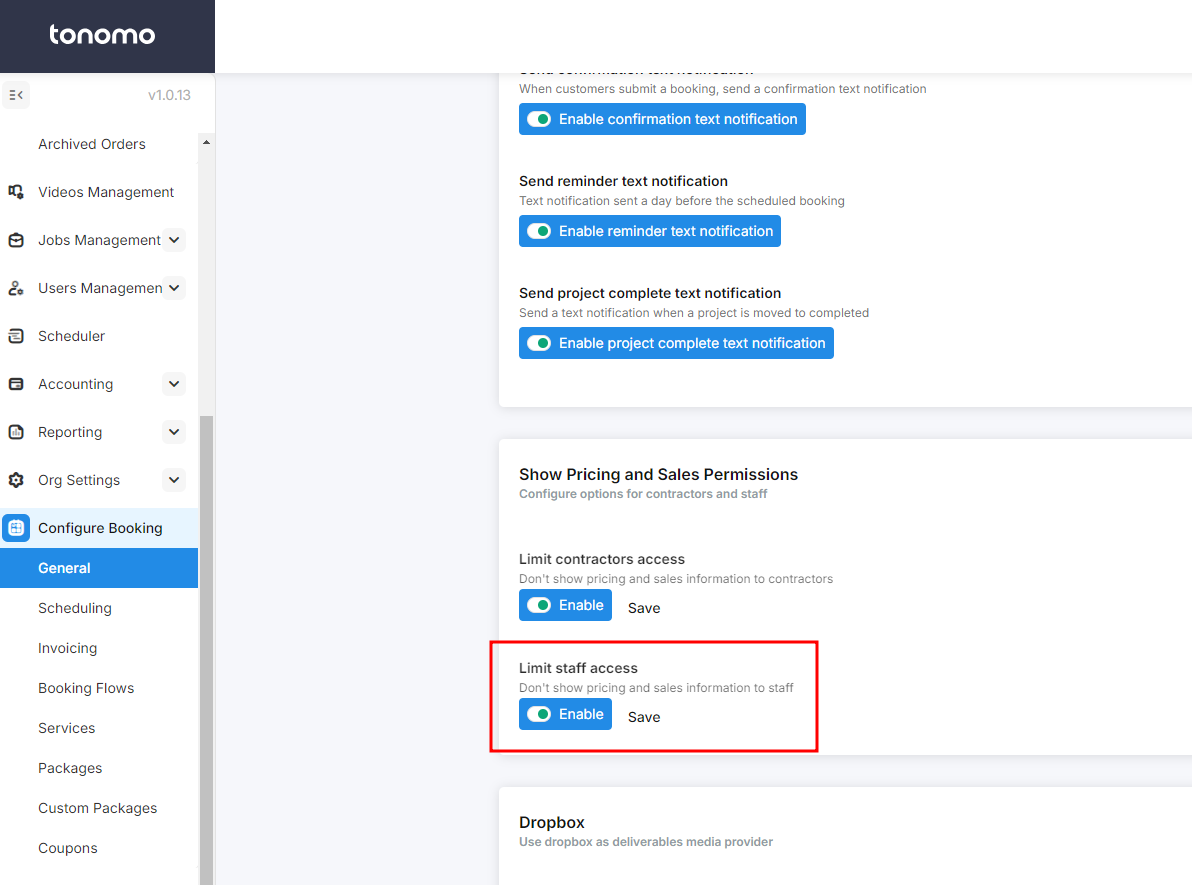 tonomo
v1.0.13
Archived Orders
Videos Management
Jobs Management
Users Managemen
Scheduler
Accounting
Reporting
Org Settings
Configure Booking
General
Scheduling
Invoicing
Booking Flows
Services
Packages
Custom Packages
Coupons
Send confirmation text notification
When customers submit a booking, send a confirmation text notification
Enable confirmation text notification
Send reminder text notification
Text notification sent a day before the scheduled booking
Enable reminder text notification
Send project complete text notification
Send a text notification when a project is moved to completed
Enable project complete text notification
Show Pricing and Sales Permissions
Configure options for contractors and staff
Limit contractors access
Don't show pricing and sales information to contractors
Enable Save
Limit staff access
Don't show pricing and sales information to staff
Enable Save
Dropbox
Use dropbox as deliverables media provider